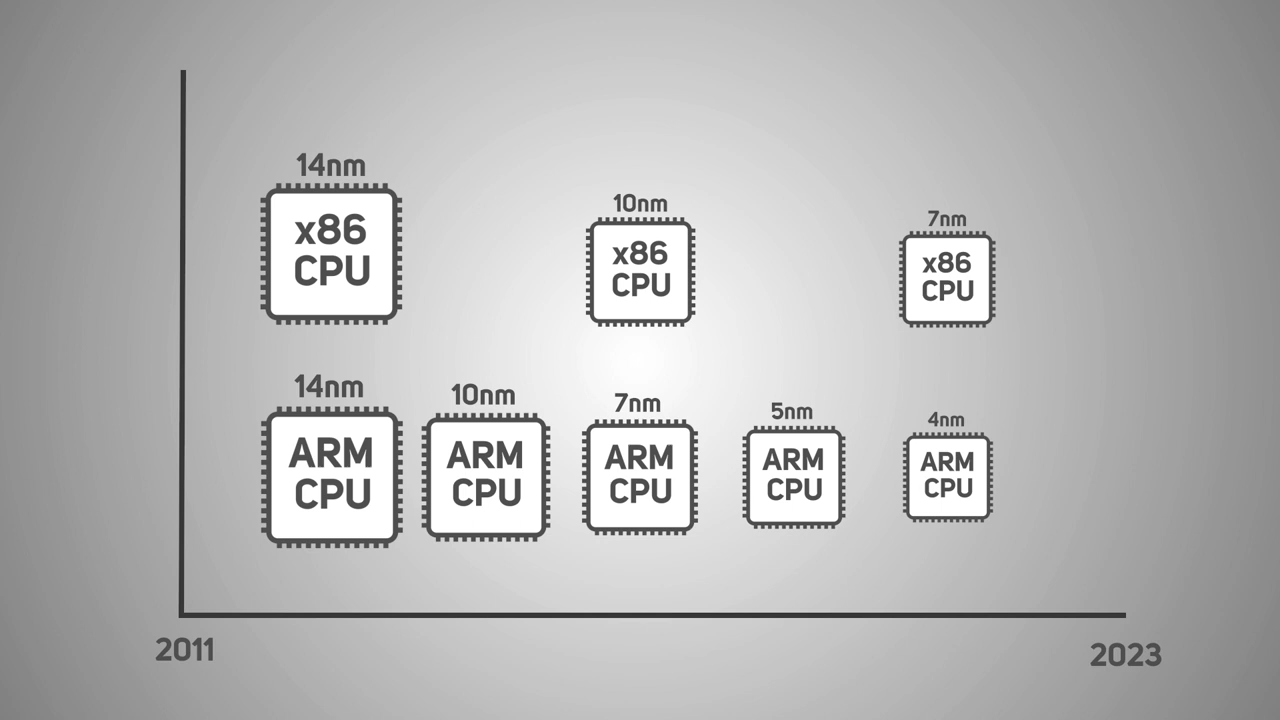 14nm
x86
CPU
10nm
x86
CPU
7nm
x86
CPU
14nm
ARM
CPU
10nm
ARM
CPU
7nm
ARM
CPU
5nm
ARM
CPU
4nm
ARM
CPU
2011
2023